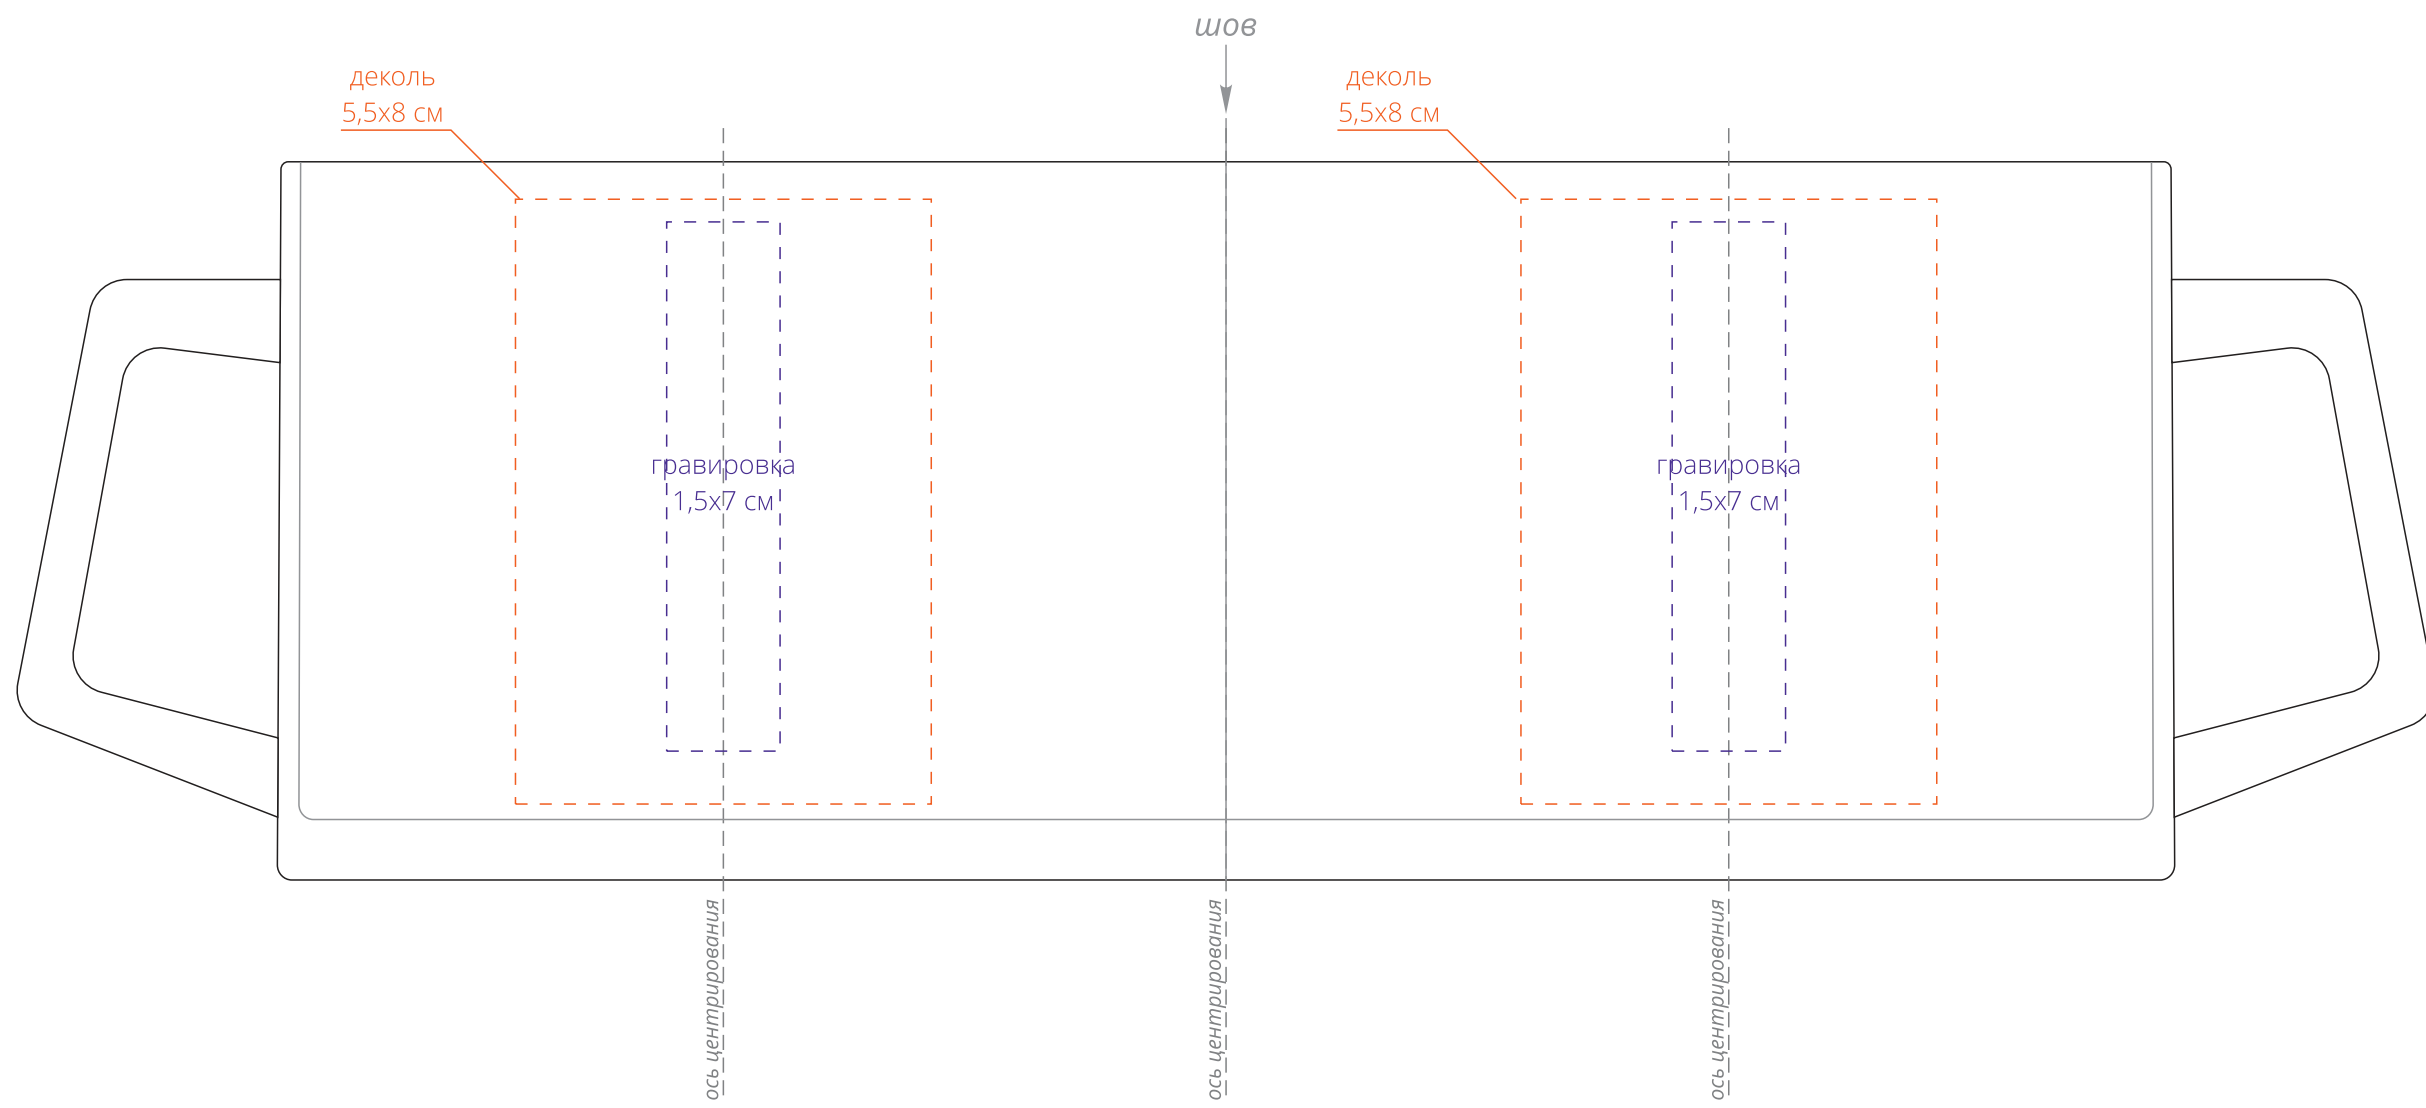 шов
деколь
5,5х8 см
деколь
5,5х8 см
гравировка
1,5х7 см
гравировка
1,5х7 см
ось центрирования
ось центрирования
ось центрирования